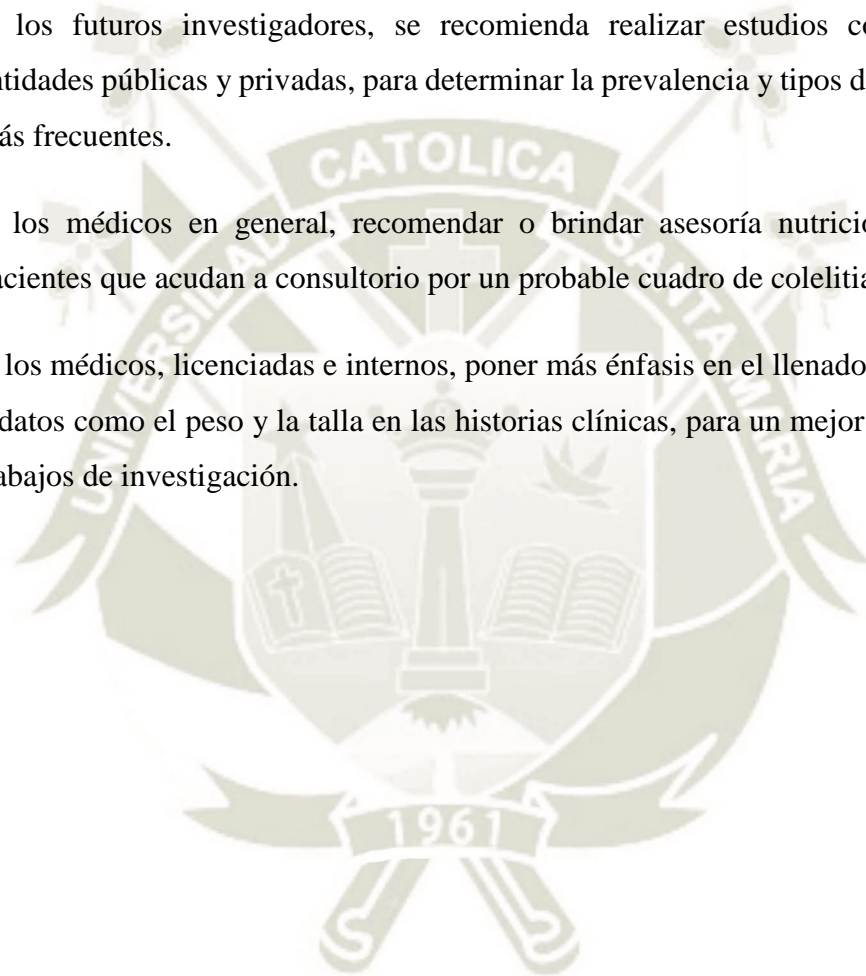 los futuros investigadores, se recomienda realizar estudios
ntidades públicas y privadas, para determinar la prevalencia y tipos
ás frecuentes.
los médicos en general, recomendar o brindar asesoría
acientes que acudan a consultorio por un probable cuadro de
los médicos, licenciadas e internos, poner más énfasis en el llenado
datos como el peso y la talla en las historias clínicas, para un mejor
abajos de investigación.
UNIVERSIDAD CATOLICA SANTA MARIA
1961